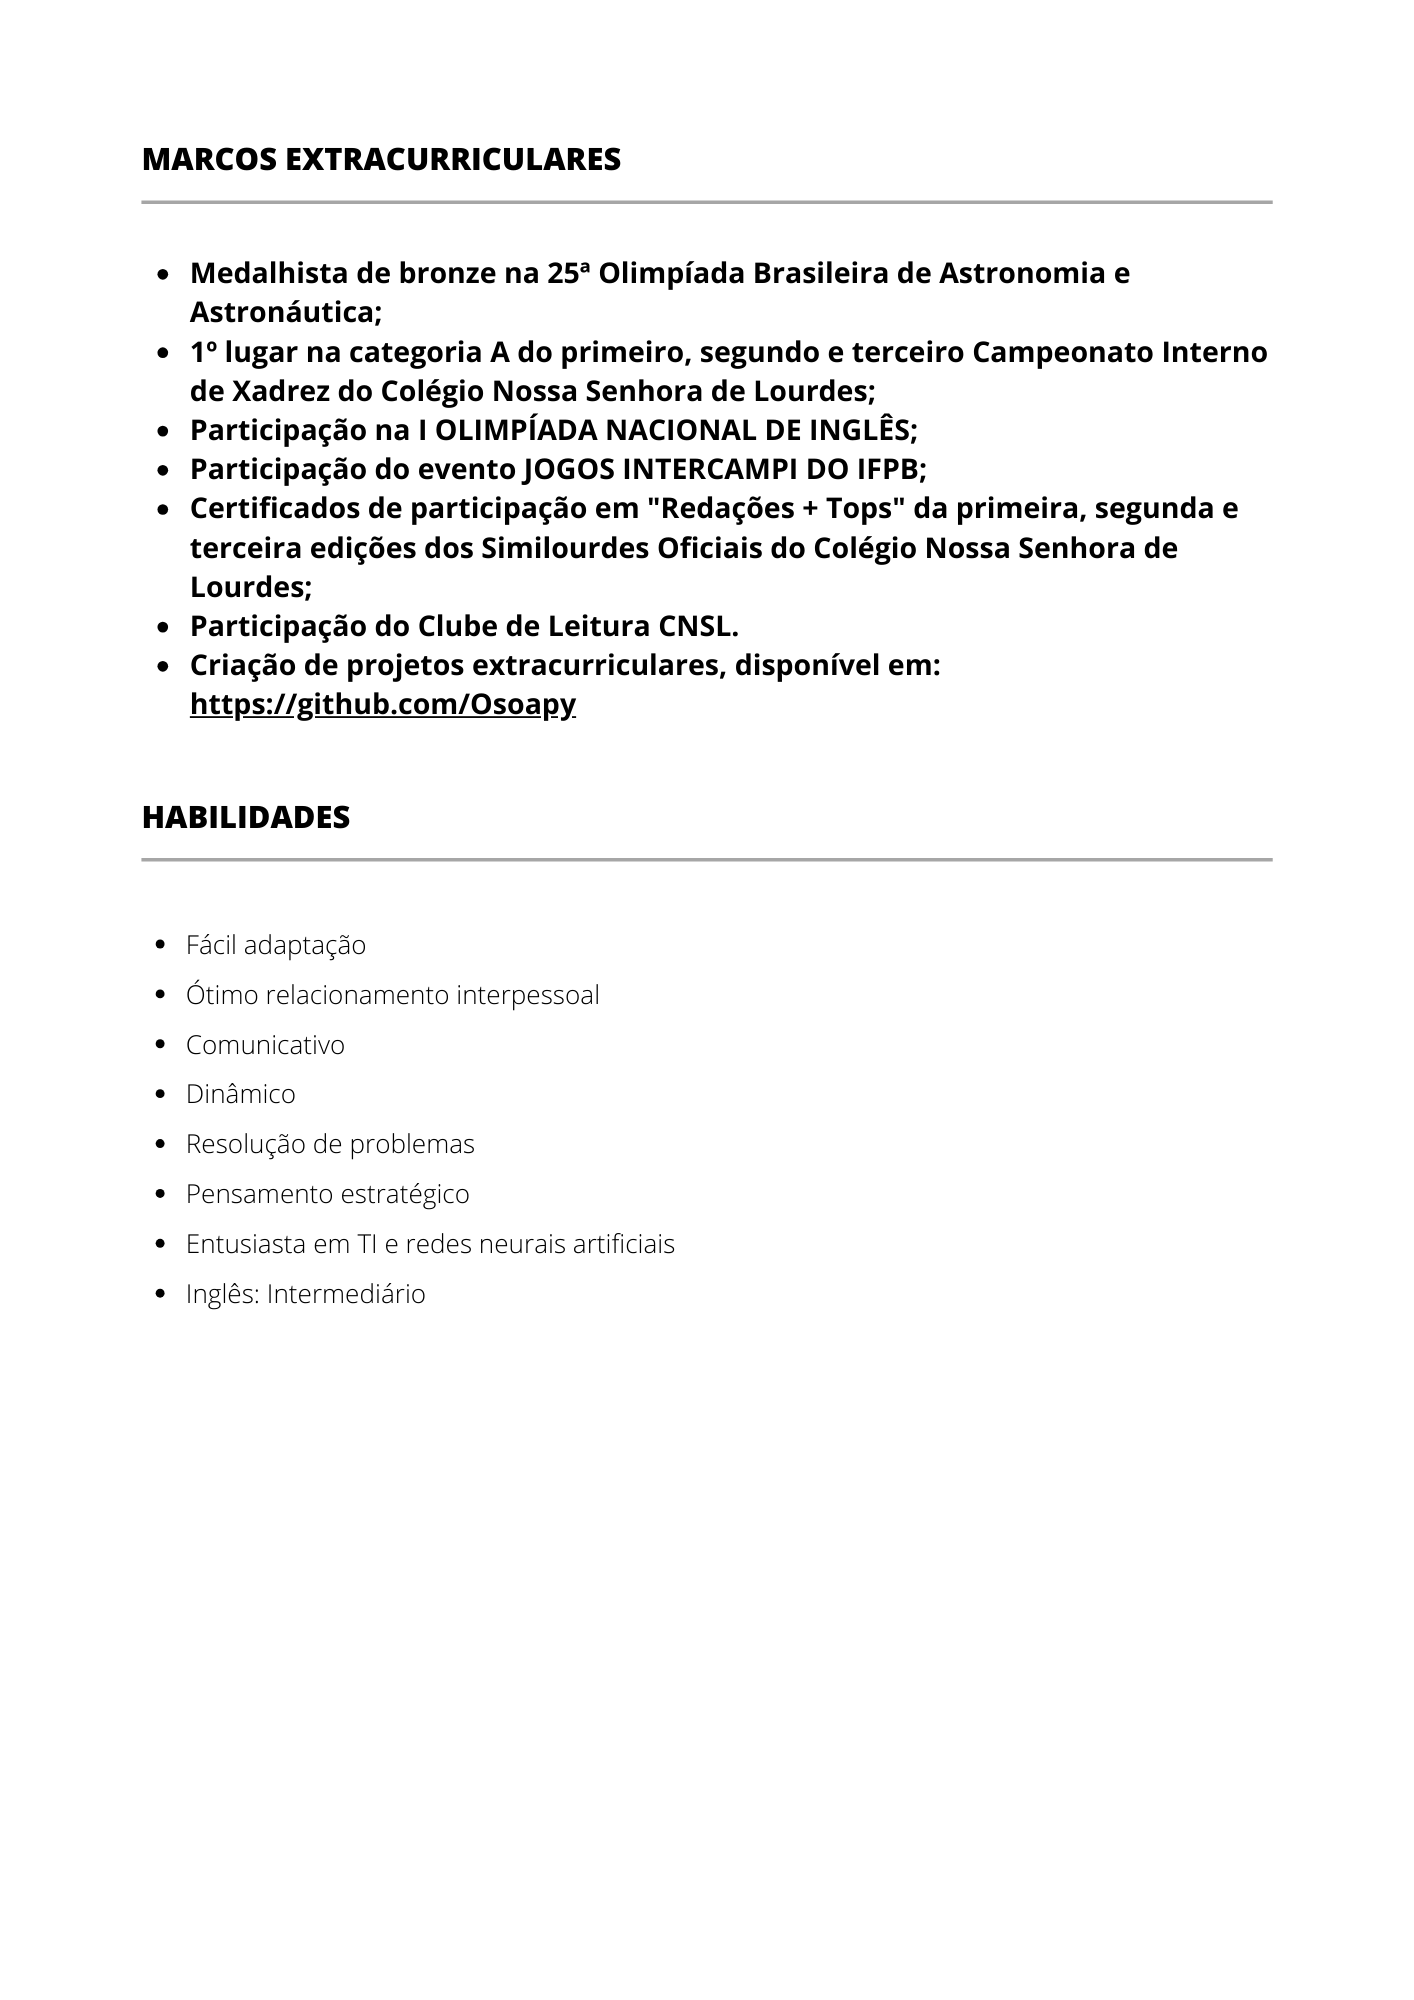 MARCOS EXTRACURRICULARES
• Medalhista de bronze na 25ª Olimpíada Brasileira de Astronomia e
Astronáutica;
• 1º lugar na categoria A do primeiro, segundo e terceiro Campeonato Interno
de Xadrez do Colégio Nossa Senhora de Lourdes;
• Participação na I OLIMPÍADA NACIONAL DE INGLÊS;
• Participação do evento JOGOS INTERCAMPI DO IFPB;
• Certificados de participação em "Redações + Tops" da primeira, segunda e
terceira edições dos Similourdes Oficiais do Colégio Nossa Senhora de
Lourdes;
• Participação do Clube de Leitura CNSL.
• Criação de projetos extracurriculares, disponível em:
https://github.com/Osoapy
HABILIDADES
• Fácil adaptação
• Ótimo relacionamento interpessoal
• Comunicativo
• Dinâmico
• Resolução de problemas
• Pensamento estratégico
• Entusiasta em TI e redes neurais artificiais
• Inglês: Intermediário